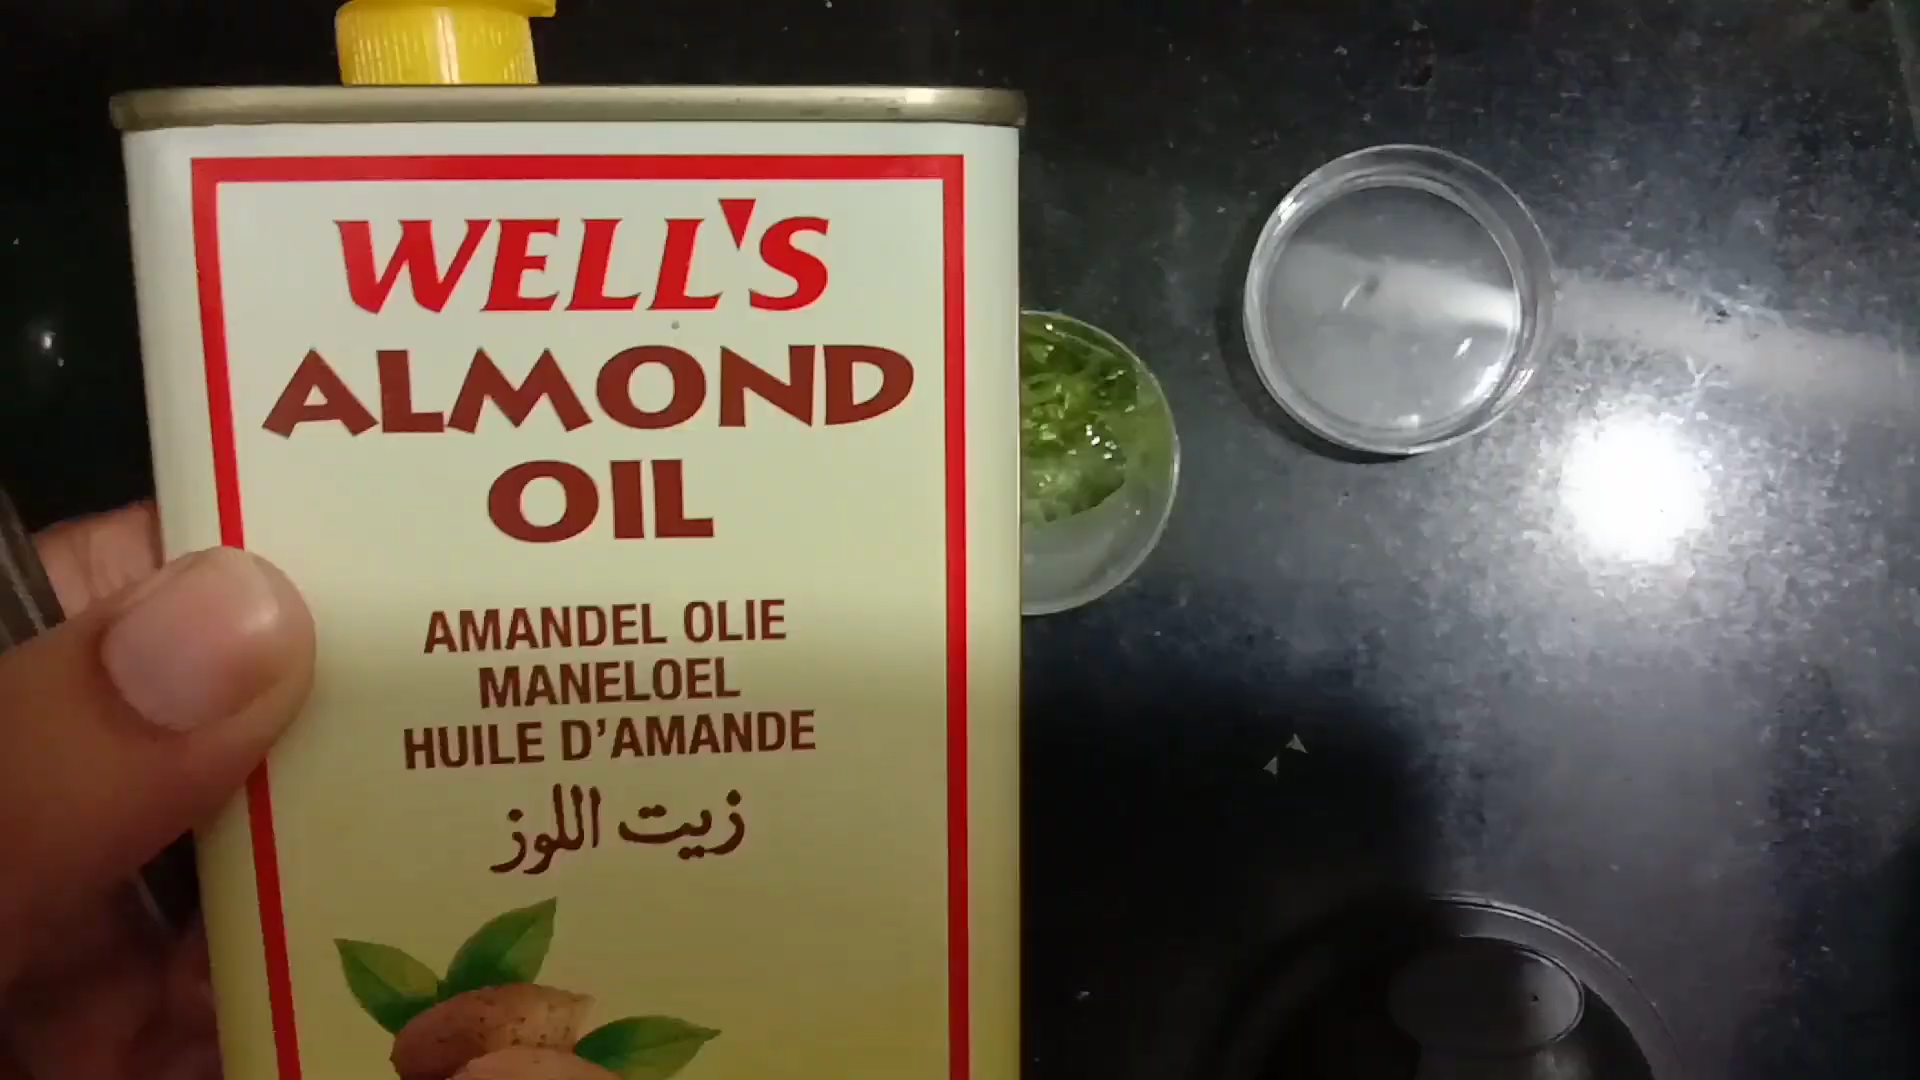 WELL'S
ALMOND
OIL
AMANDEL OLIE
MANELOEL
HUILE D'AMANDE
زيت اللوز